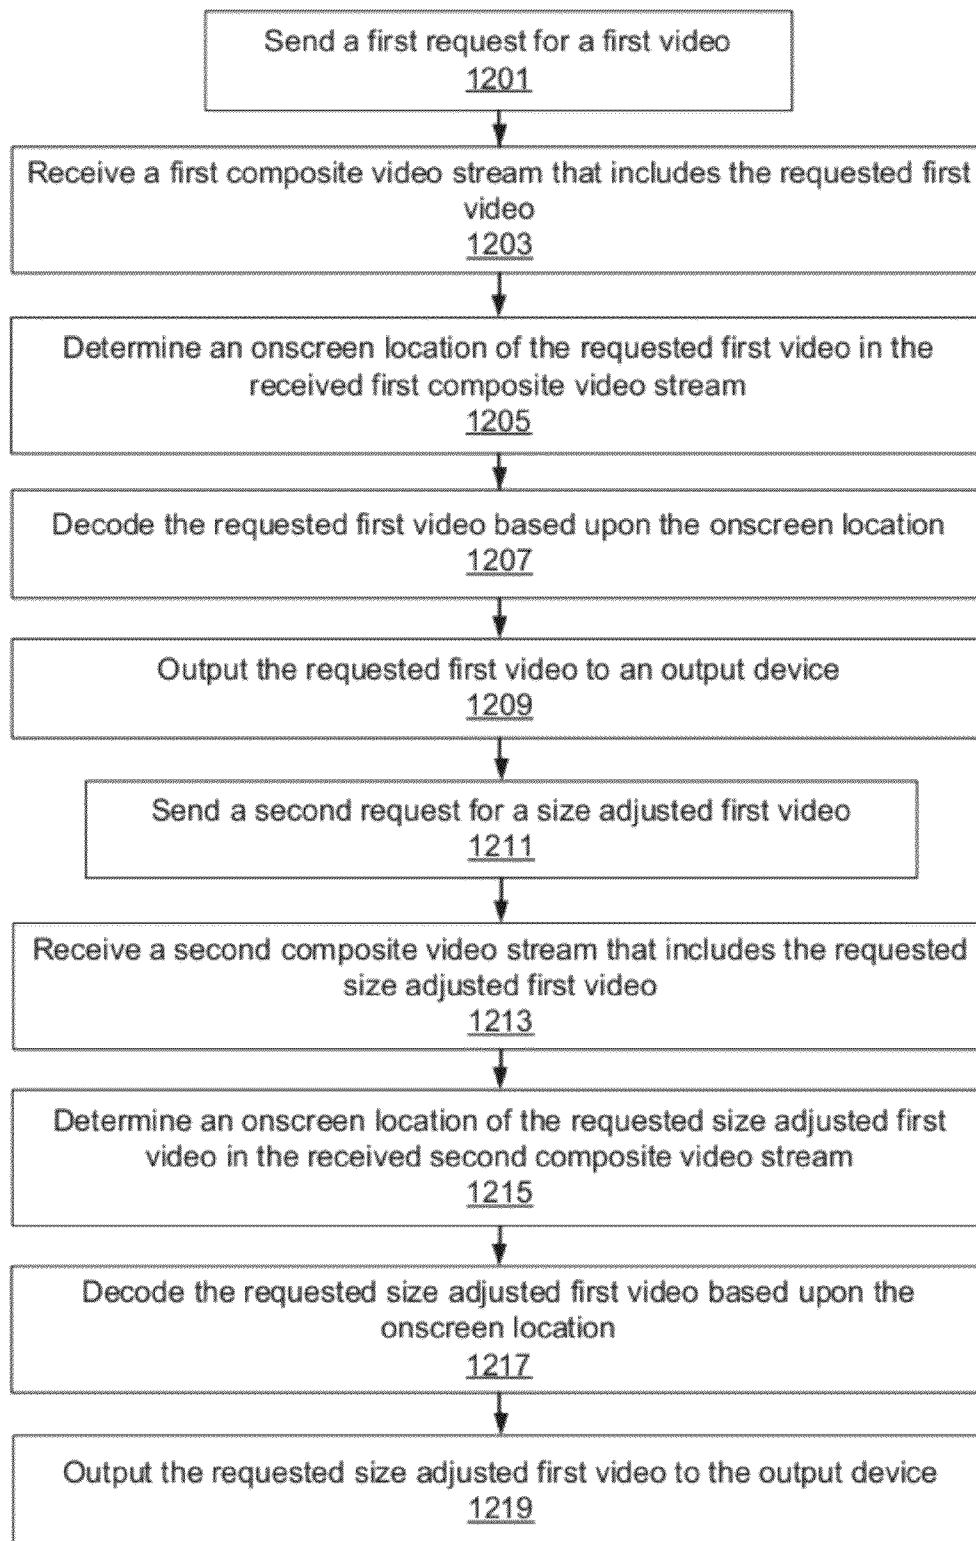 Send a first request for a first video
1201
Receive a first composite video stream that includes the requested first
video
1203
Determine an onscreen location of the requested first video in the
received first composite video stream
1205
Decode the requested first video based upon the onscreen location
1207
Output the requested first video to an output device
1209
Send a second request for a size adjusted first video
1211
Receive a second composite video stream that includes the requested
size adjusted first video
1213
Determine an onscreen location of the requested size adjusted first
video in the received second composite video stream
1215
Decode the requested size adjusted first video based upon the
onscreen location
1217
Output the requested size adjusted first video to the output device
1219